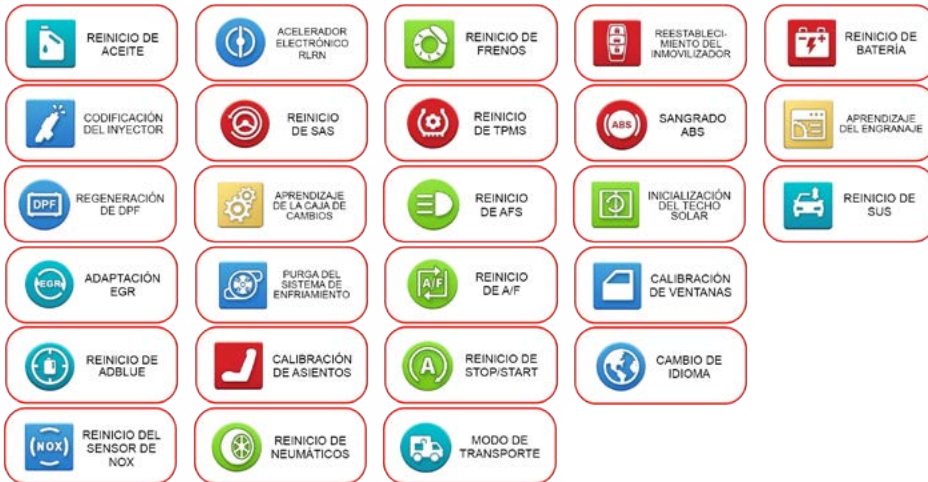 REINICIO DE
ACEITE
ACELERADOR
ELECTRÓNICO
RLRN
REINICIO DE
FRENOS
REESTABLECI-
MIENTO DEL
INMOVILIZADOR
REINICIO DE
BATERÍA
CODIFICACIÓN
DEL INYECTOR
REINICIO
DE SAS
REINICIO
DE TPMS
ABS
SANGRADO
ABS
APRENDIZAJE
DEL ENGRANAJE
DPF
REGENERACIÓN
DE DPF
APRENDIZAJE
DE LA CAJA DE
CAMBIOS
REINICIO
DE AFS
INICIALIZACIÓN
DEL TECHO
SOLAR
REINICIO DE
SUS
EGR
ADAPTACIÓN
EGR
PURGA DEL
SISTEMA DE
ENFRIAMIENTO
A/F
REINICIO
DE A/F
CALIBRACIÓN
DE VENTANAS
REINICIO DE
ADBLUE
CALIBRACIÓN
DE ASIENTOS
A
REINICIO DE
STOP/START
CAMBIO DE
IDIOMA
NOX
REINICIO DEL
SENSOR DE
NOX
REINICIO DE
NEUMÁTICOS
MODO DE
TRANSPORTE